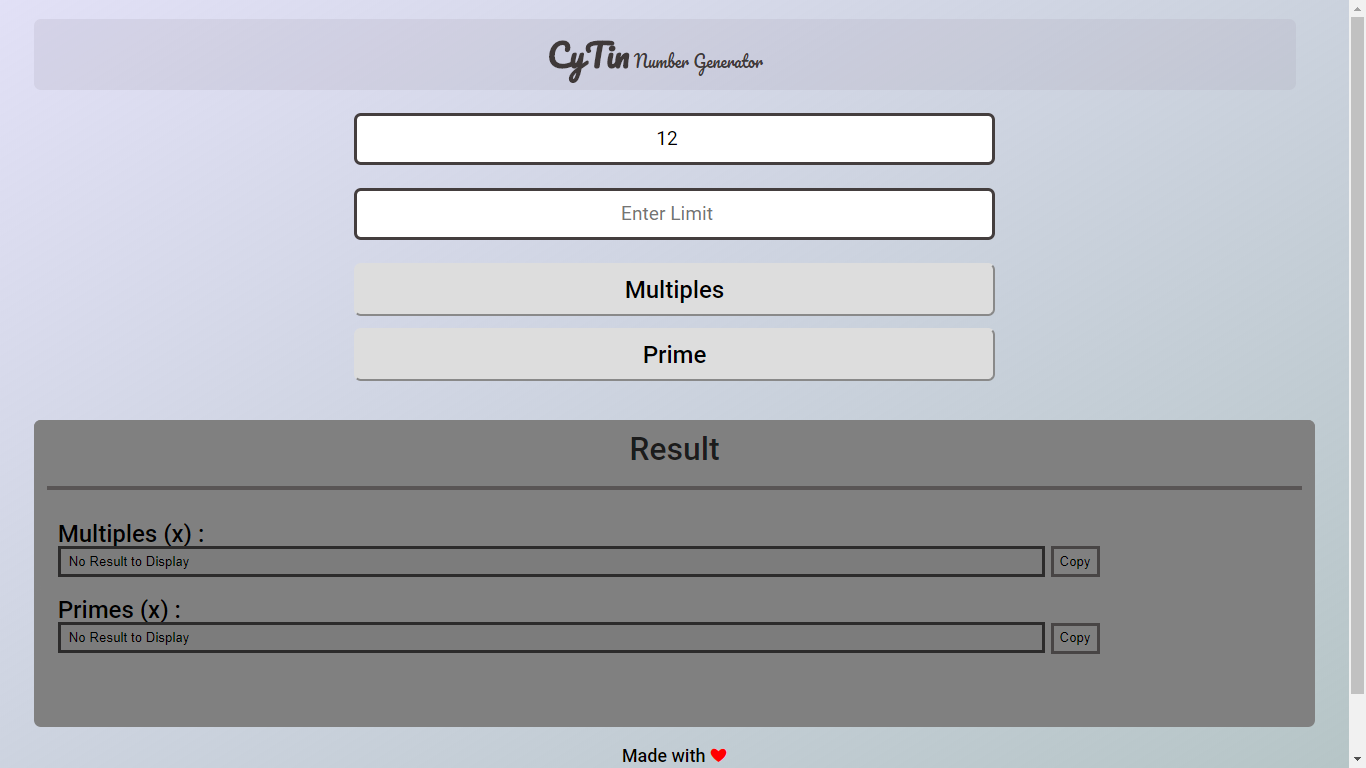 CyTin Number Generator
12
Enter Limit
Multiples
Prime
Result
Multiples (x) :
No Result to Display Copy
Primes (x) :
No Result to Display Copy
Made with